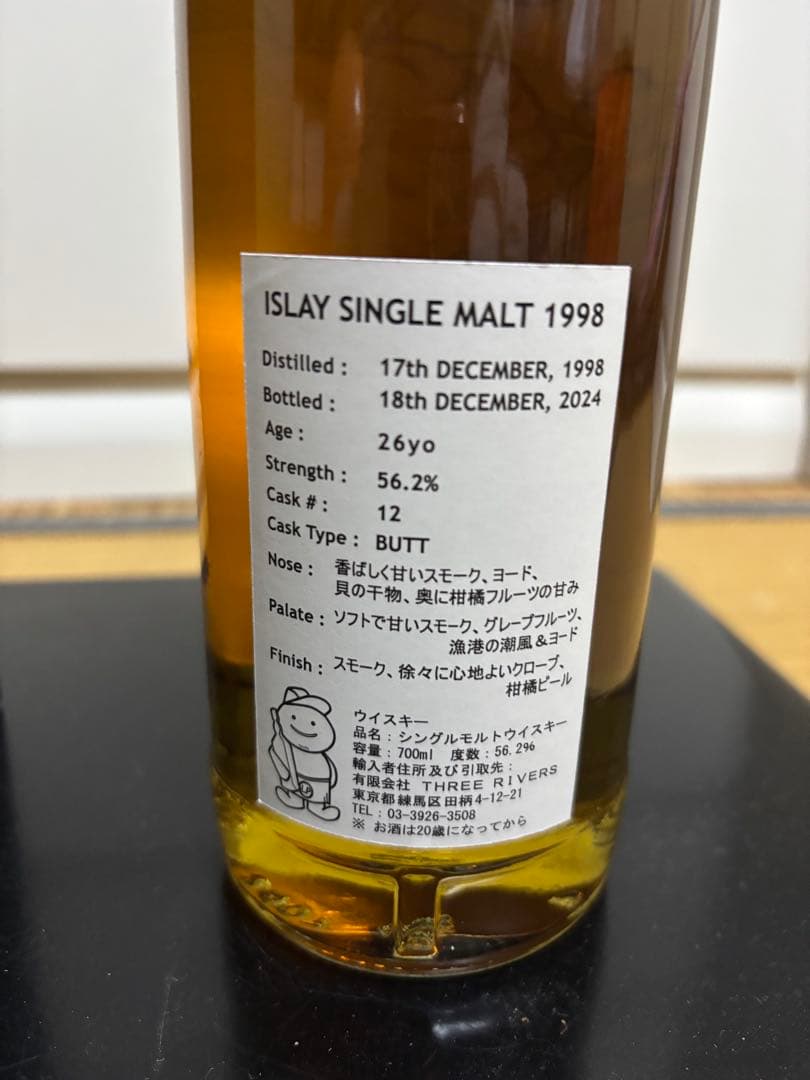 ISLAY SINGLE MALT 1998
Distilled : 17th DECEMBER, 1998
Bottled : 18th DECEMBER, 2024
Age : 26yo
Strength : 56.2%
Cask # : 12
Cask Type : BUTT
Nose : 香ばしく甘いスモーク、ヨード、
貝の干物、奥に柑橘フルーツの甘み
Palate : ソフトで甘いスモーク、グレープフルーツ、
漁港の潮風&ヨード
Finish : スモーク、徐々に心地よいクローブ、
柑橘ピール
ウイスキー
品名：シングルモルトウイスキー
容量：700ml 度数：56.2%
輸入者住所及び引取先：
有限会社 THREE RIVERS
東京都練馬区田柄4-12-21
TEL：03-3926-3508
※ お酒は20歳になってから